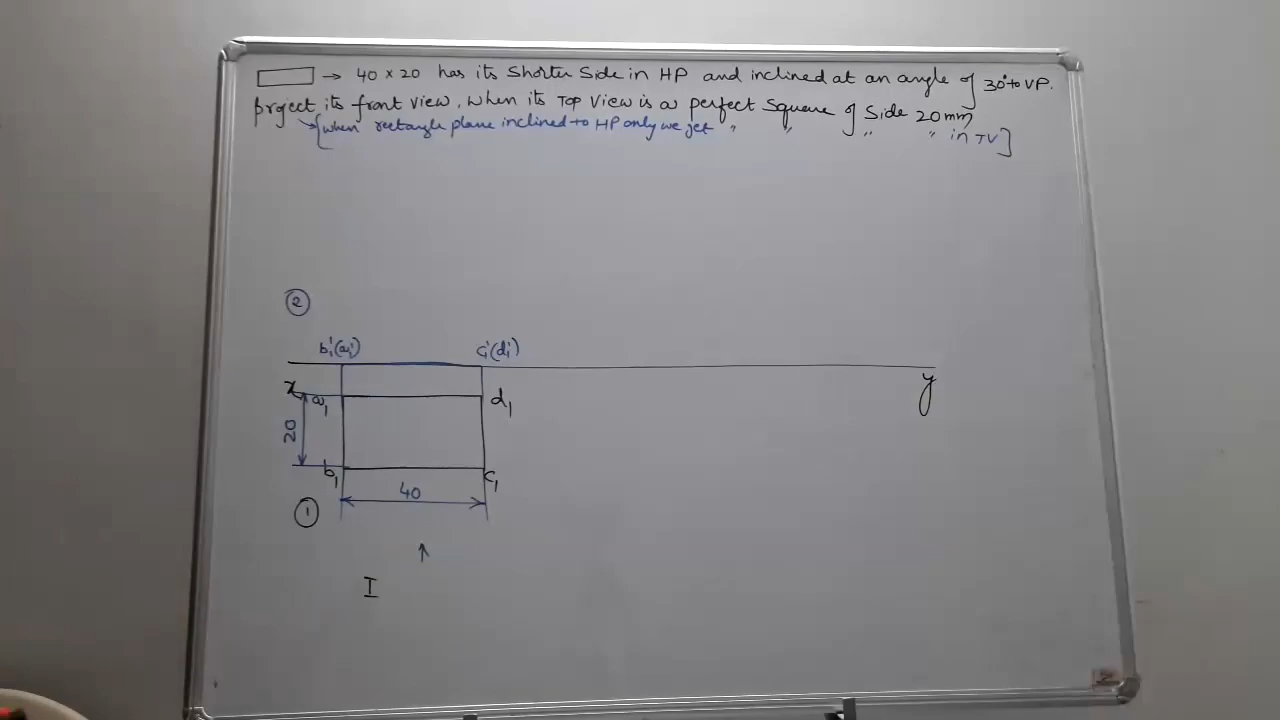 → 40 × 20 has its Shorter Side in HP and inclined at an angle of 30° to VP.
project its front view, when its Top View is a perfect Square of Side 20mm
→[when rectangle plane inclined to HP only we get " " " " in TV]
②
b₁'(a₁') c₁'(d₁')
x y
a₁ d₁
20
b₁ c₁
40
①
↑
I